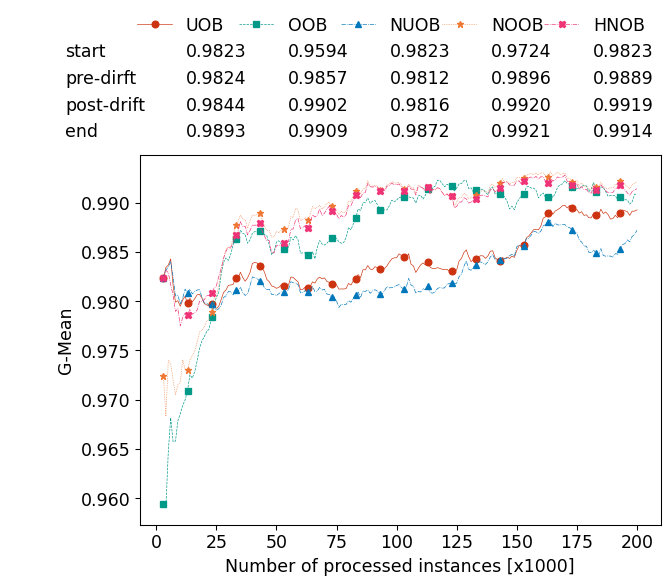 UOB OOB NUOB NOOB HNOB
start 0.9823 0.9594 0.9823 0.9724 0.9823
pre-dirft 0.9824 0.9857 0.9812 0.9896 0.9889
post-drift 0.9844 0.9902 0.9816 0.9920 0.9919
end 0.9893 0.9909 0.9872 0.9921 0.9914
0.990
0.985
0.980
0.975
0.970
0.965
0.960
G-Mean
0 25 50 75 100 125 150 175 200
Number of processed instances [x1000]